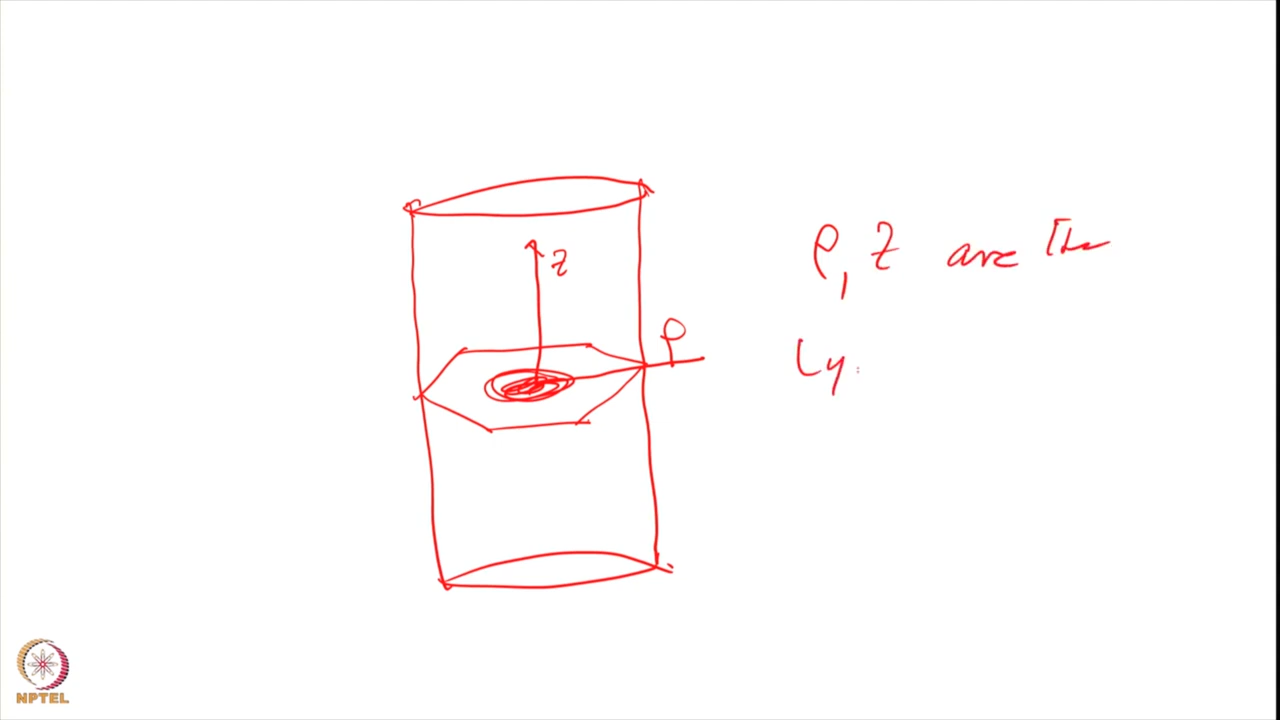 z
ρ
ρ, z are the
Cy
NPTEL